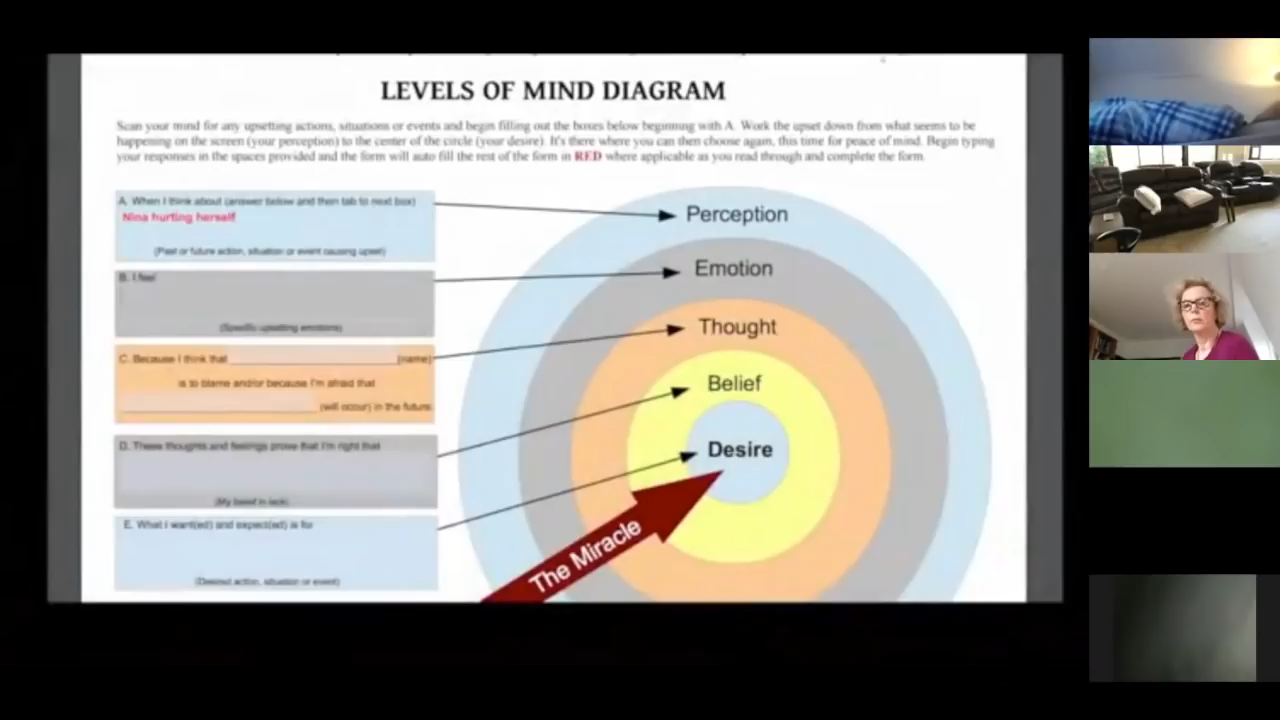 LEVELS OF MIND DIAGRAM
Scan your mind for any upsetting actions, situations or events and begin filling out the boxes below beginning with A. Work the upset down from what seems to be
happening on the screen (your perception) to the center of the circle (your desire). It's there where you can then choose again, this time for peace of mind. Begin typing
your responses in the spaces provided and the form will auto fill the rest of the form in RED where applicable as you read through and complete the form.
A. When I think about (answer below and then tab to next box)
Nina hurting herself
(Past or future action, situation or event causing upset)
B. I feel
(Specific upsetting emotions)
C. Because I think that (name)
is to blame and/or because I'm afraid that
(will occur) in the future.
D. These thoughts and feelings prove that I'm right that
(My belief in lack)
E. What I want(ed) and expect(ed) is for
(Desired action, situation or event)
Perception
Emotion
Thought
Belief
Desire
The Miracle